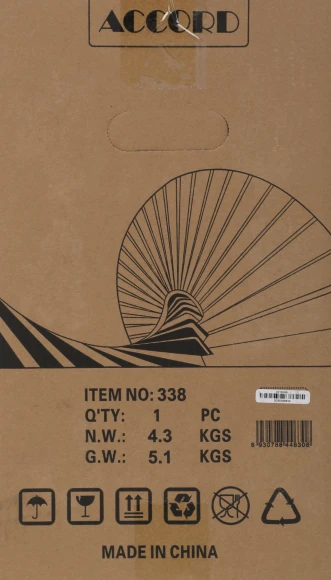 ACCORD
ITEM NO: 338
Q'TY: 1 PC
N.W.: 4.3 KGS
G.W.: 5.1 KGS
MADE IN CHINA